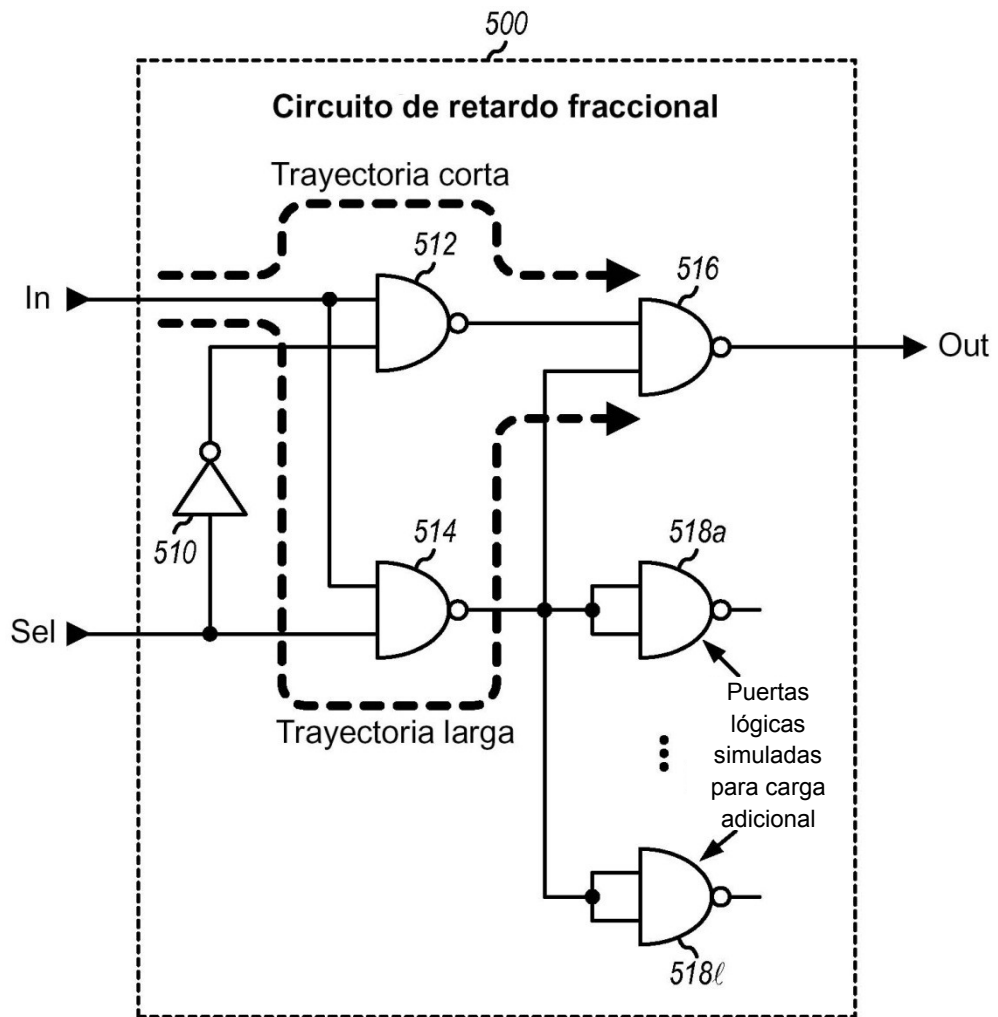 500
Circuito de retardo fraccional
Trayectoria corta
512
516
In
Out
510
514
518a
Sel
Puertas
lógicas
simuladas
para carga
adicional
Trayectoria larga
518ℓ